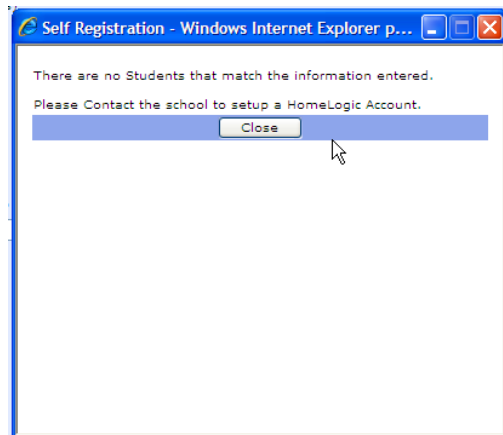 Self Registration - Windows Internet Explorer p...
There are no Students that match the information entered.
Please Contact the school to setup a HomeLogic Account.
Close